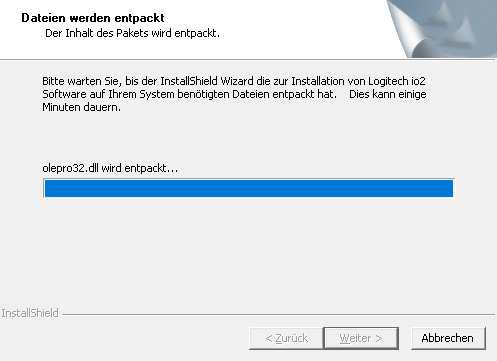 Dateien werden entpackt
Der Inhalt des Pakets wird entpackt.
Bitte warten Sie, bis der InstallShield Wizard die zur Installation von Logitech io2
Software auf Ihrem System benötigten Dateien entpackt hat.    Dies kann einige
Minuten dauern.
olepro32.dll wird entpackt...
InstallShield
< Zurück
Weiter >
Abbrechen